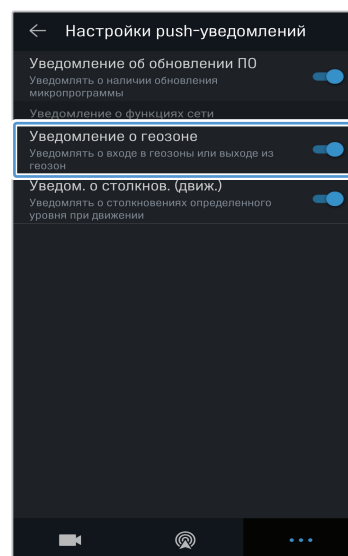 Настройки push-уведомлений
Уведомление об обновлении ПО
Уведомлять о наличии обновления
микропрограммы
Уведомление о функциях сети
Уведомление о геозоне
Уведомлять о входе в геозоны или выходе из
геозон
Уведом. о столкнов. (движ.)
Уведомлять о столкновениях определенного
уровня при движении